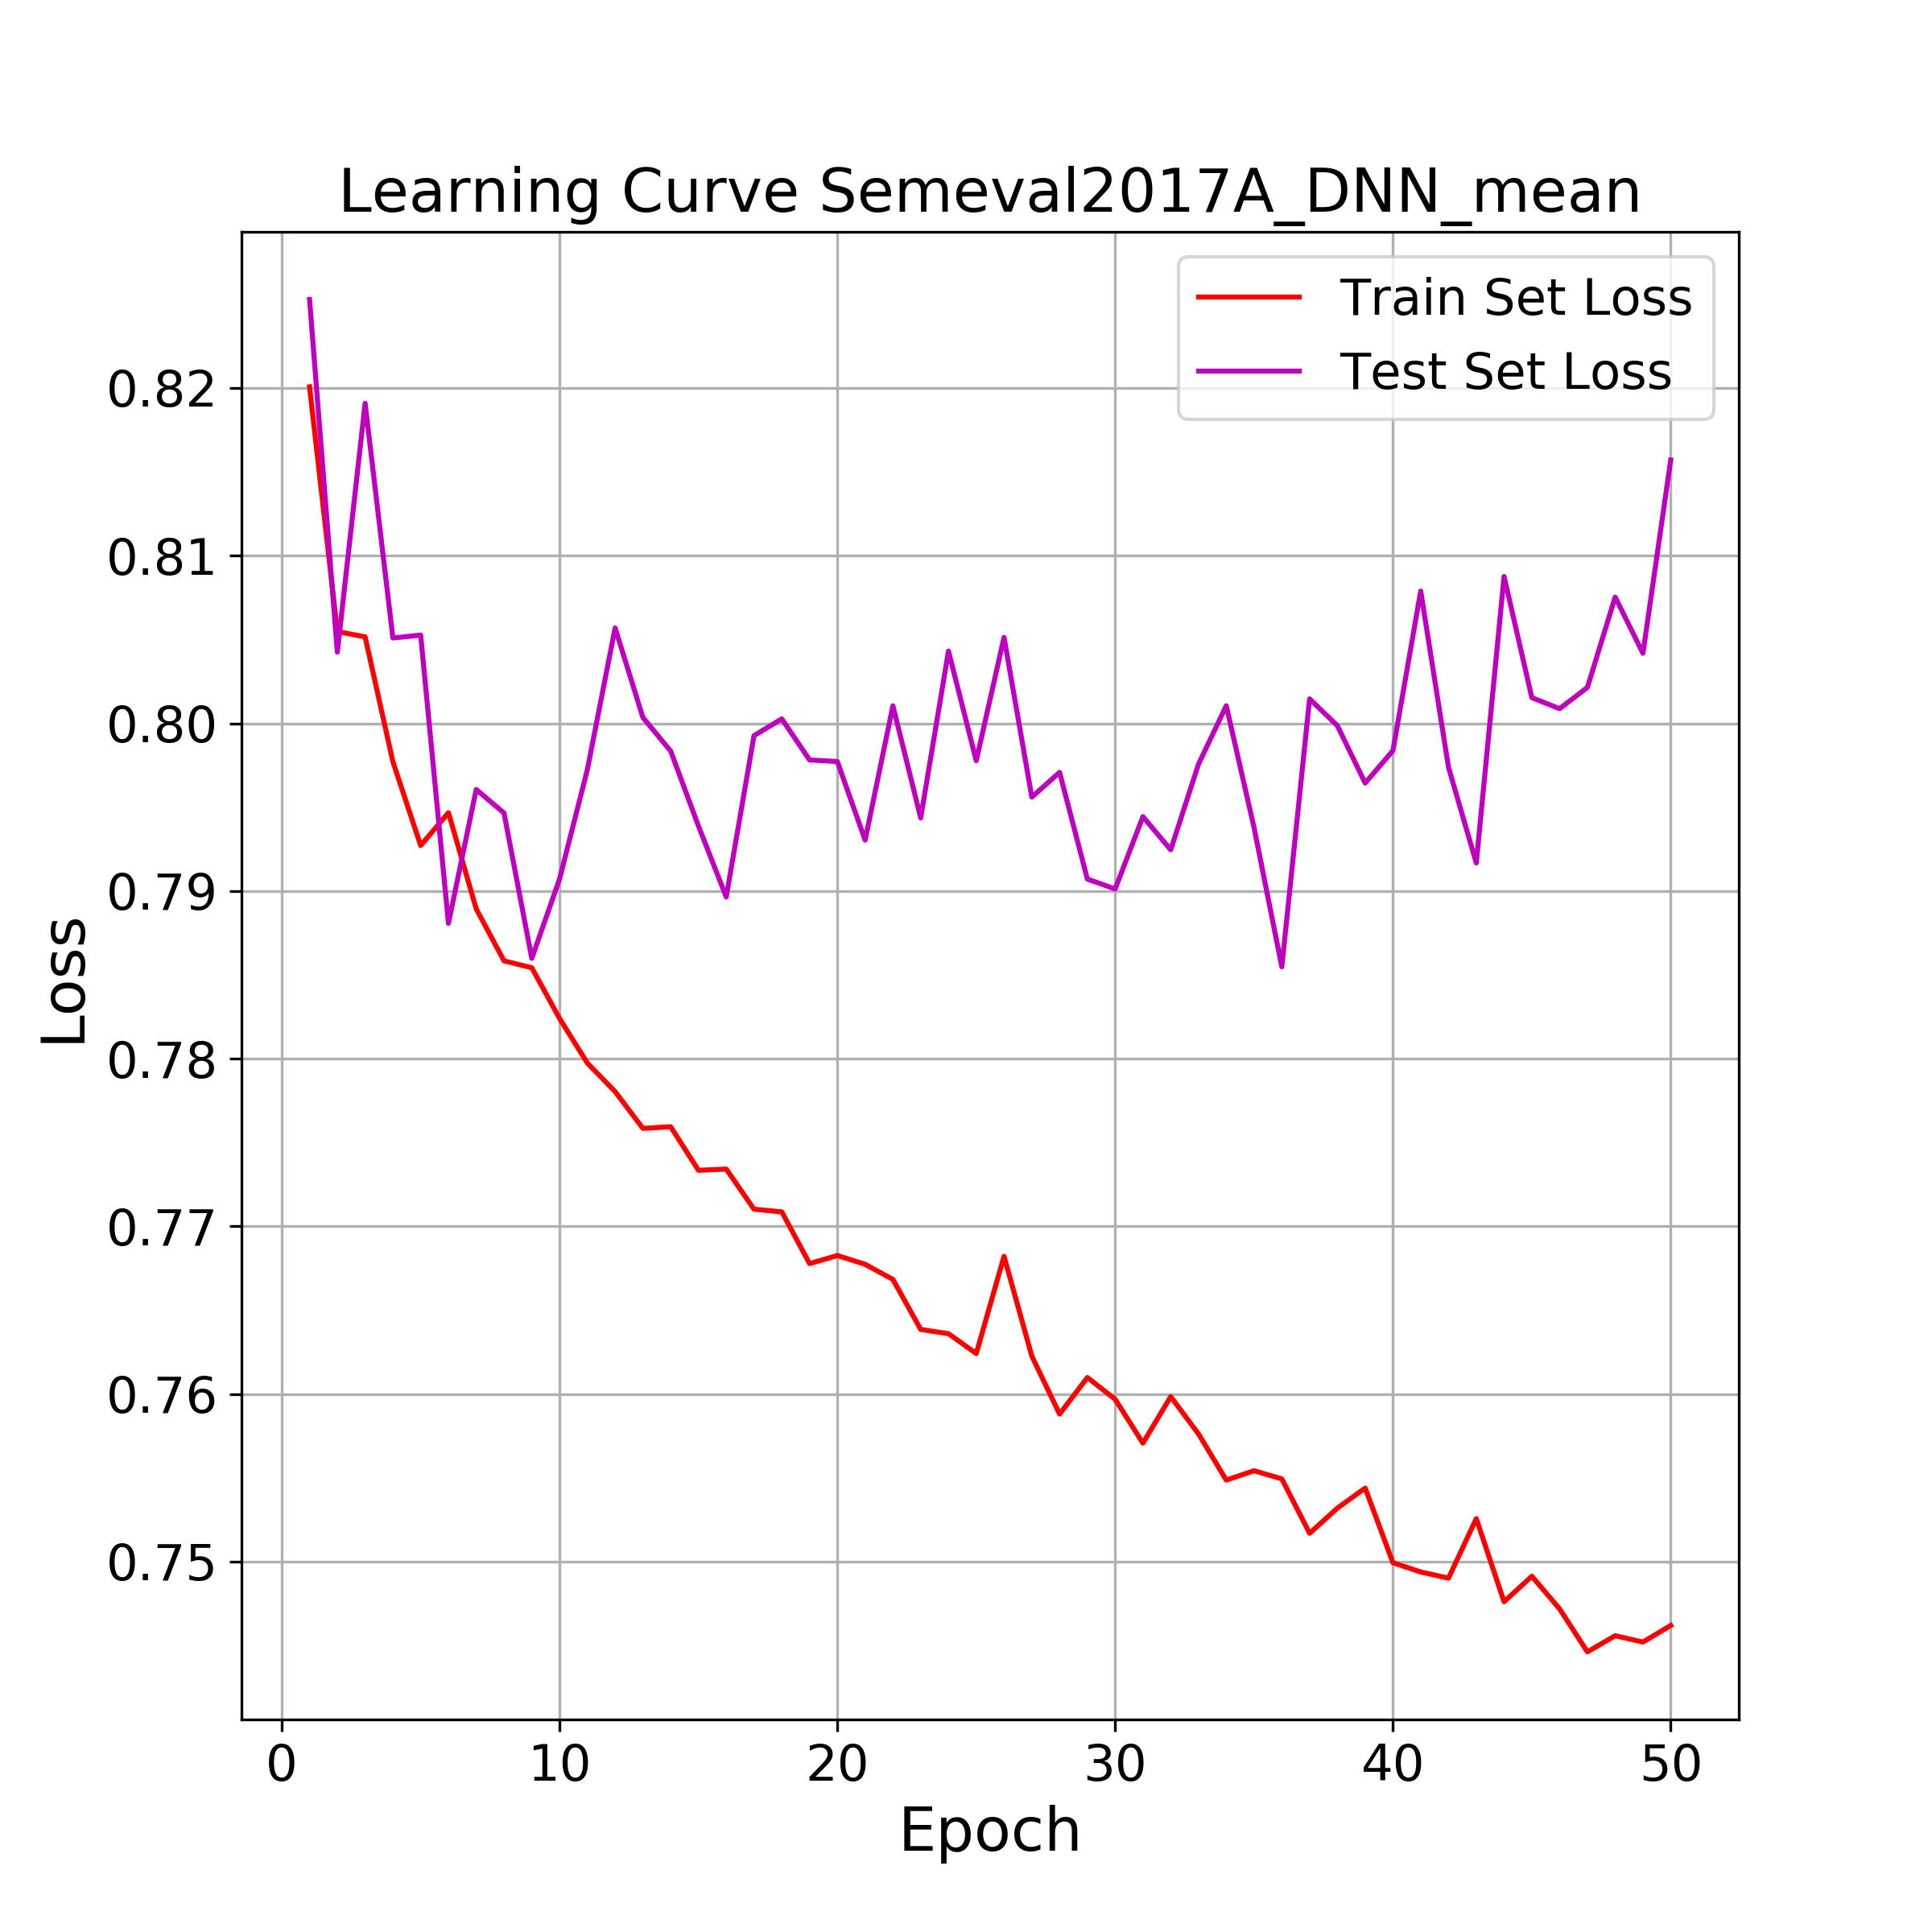 Learning Curve Semeval2017A_DNN_mean
Train Set Loss
Test Set Loss
0.82
0.81
0.80
0.79
0.78
0.77
0.76
0.75
Loss
0 10 20 30 40 50
Epoch